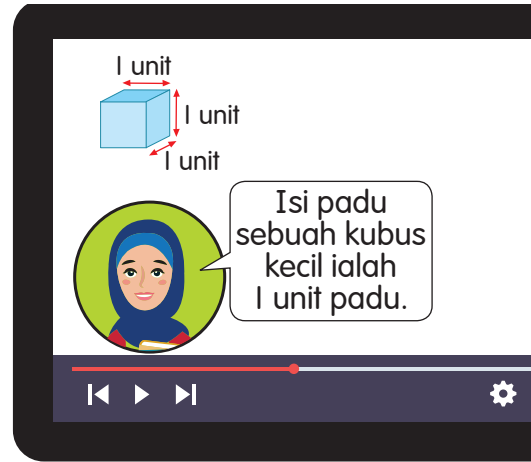 1 unit
1 unit
1 unit
Isi padu
sebuah kubus
kecil ialah
1 unit padu.